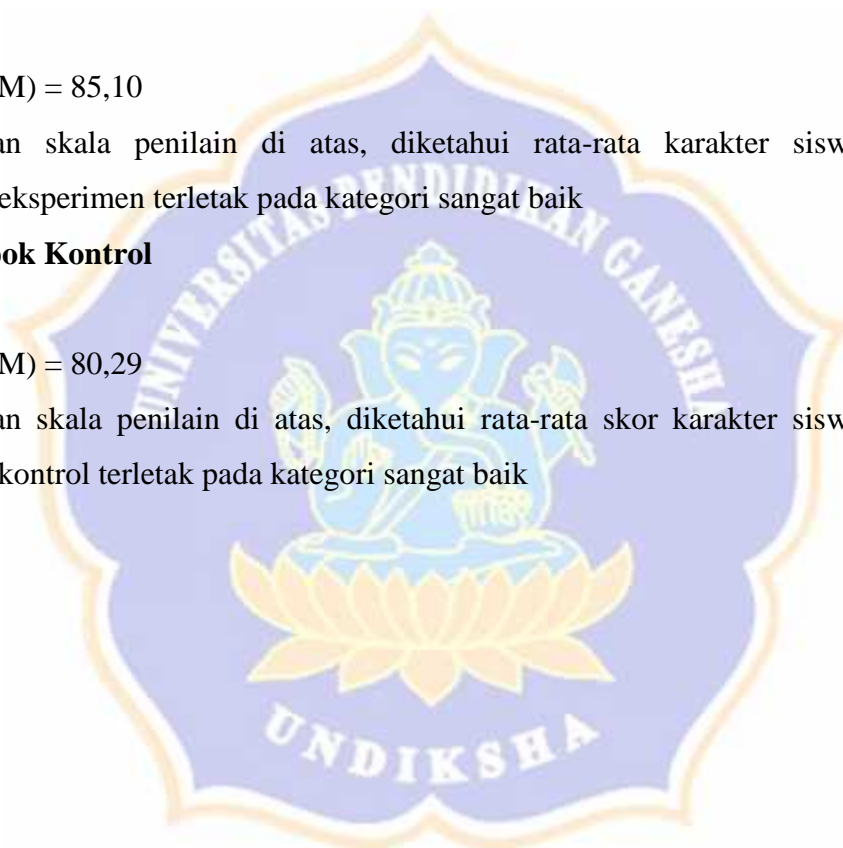 M) = 85,10
an skala penilain di atas, diketahui rata-rata karakter sisw
eksperimen terletak pada kategori sangat baik
ok Kontrol
M) = 80,29
an skala penilain di atas, diketahui rata-rata skor karakter sisw
kontrol terletak pada kategori sangat baik
UNIVERSITAS PENDIDIKAN GANESHA
UNDIKSHA